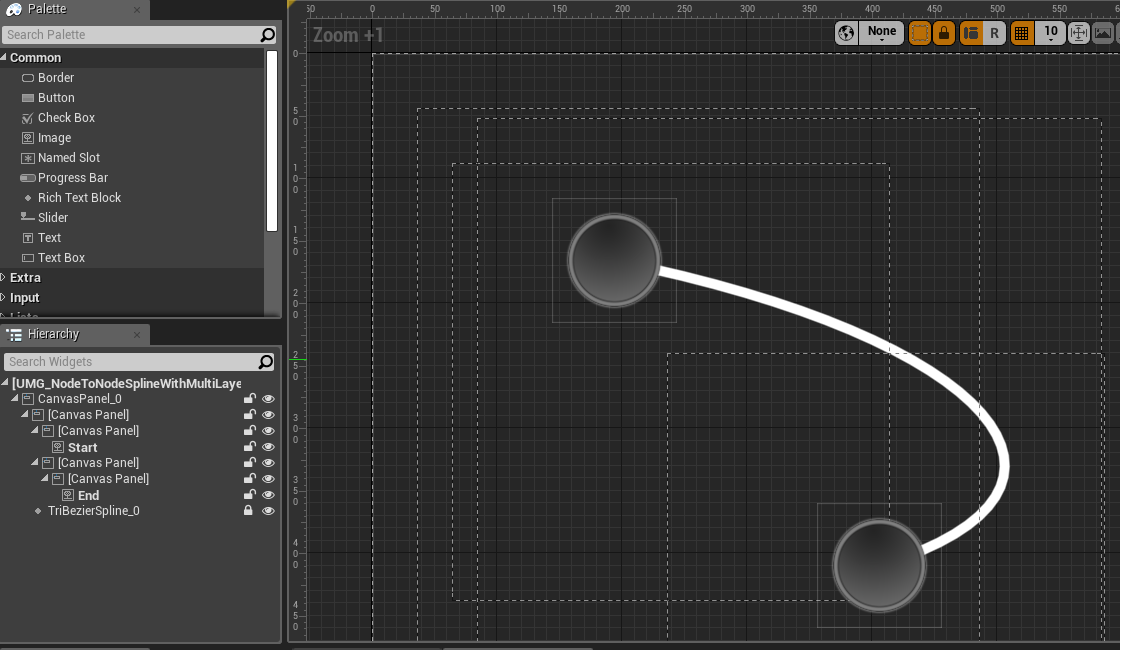 Palette
Search Palette
Common
Border
Button
Check Box
Image
Named Slot
Progress Bar
Rich Text Block
Slider
Text
Text Box
Extra
Input
Hierarchy
Search Widgets
[UMG_NodeToNodeSplineWithMultiLaye
CanvasPanel_0
[Canvas Panel]
[Canvas Panel]
Start
[Canvas Panel]
[Canvas Panel]
End
TriBezierSpline_0
50 0 50 100 150 200 250 300 350 400 450 500 550
Zoom +1
None
R
10
0
50
100
150
200
250
300
350
400
450